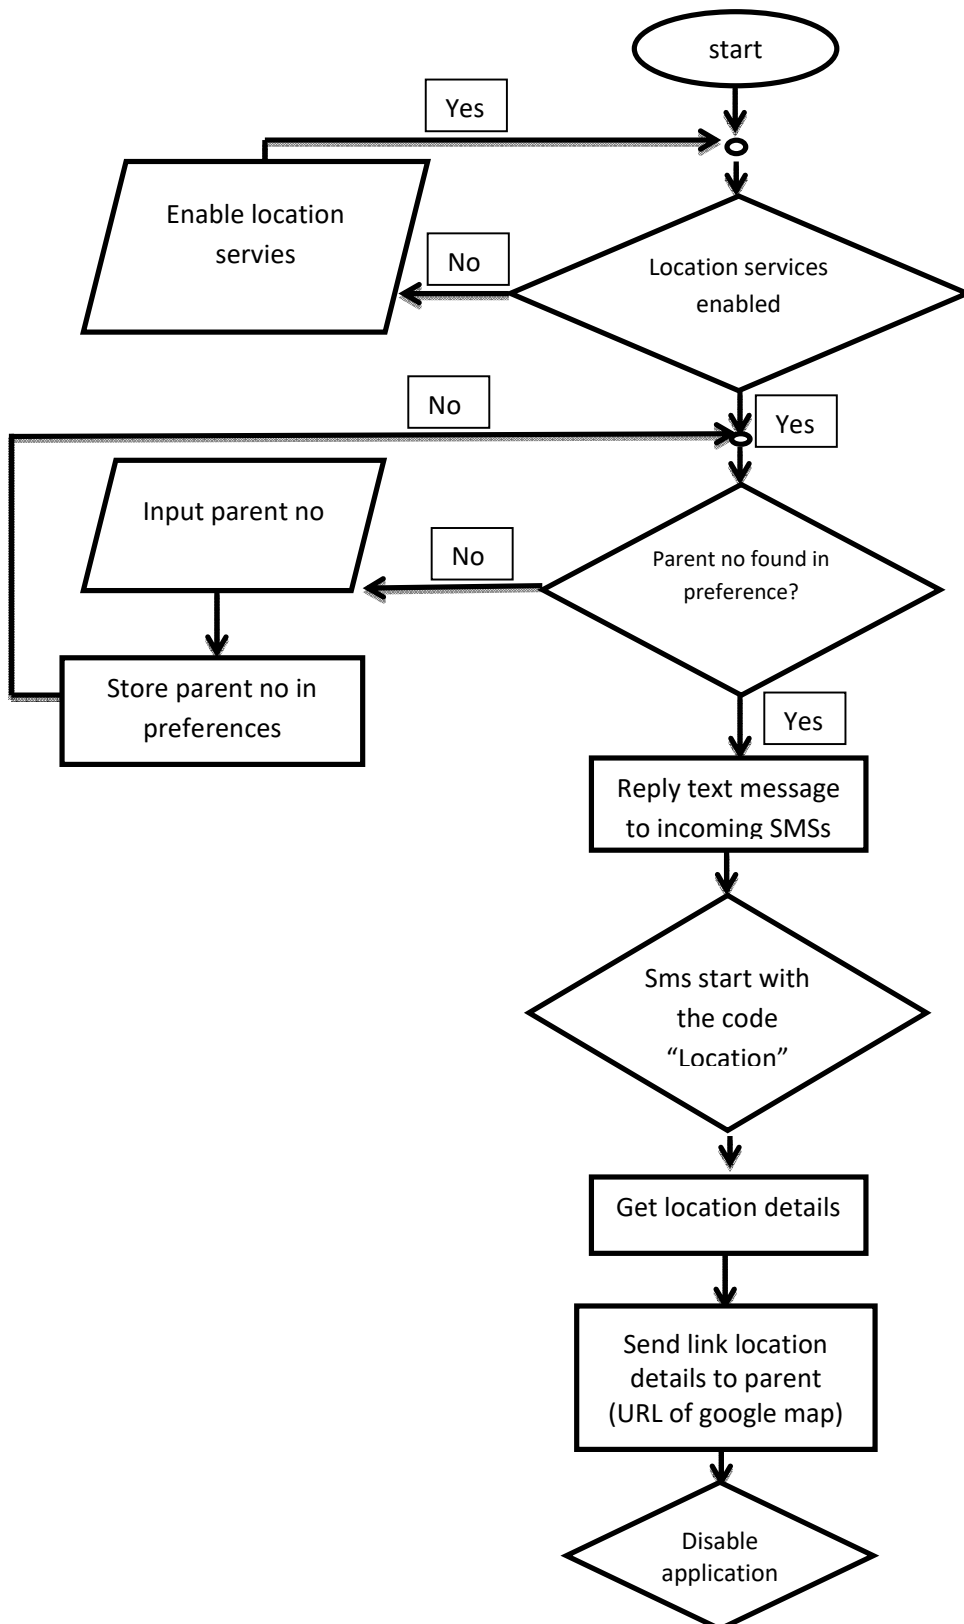 start
Yes
Enable location
servies
No
Location services
enabled
Yes
No
Input parent no
No
Parent no found in
preference?
Store parent no in
preferences
Yes
Reply text message
to incoming SMSs
Sms start with
the code
“Location”
Get location details
Send link location
details to parent
(URL of google map)
Disable
application